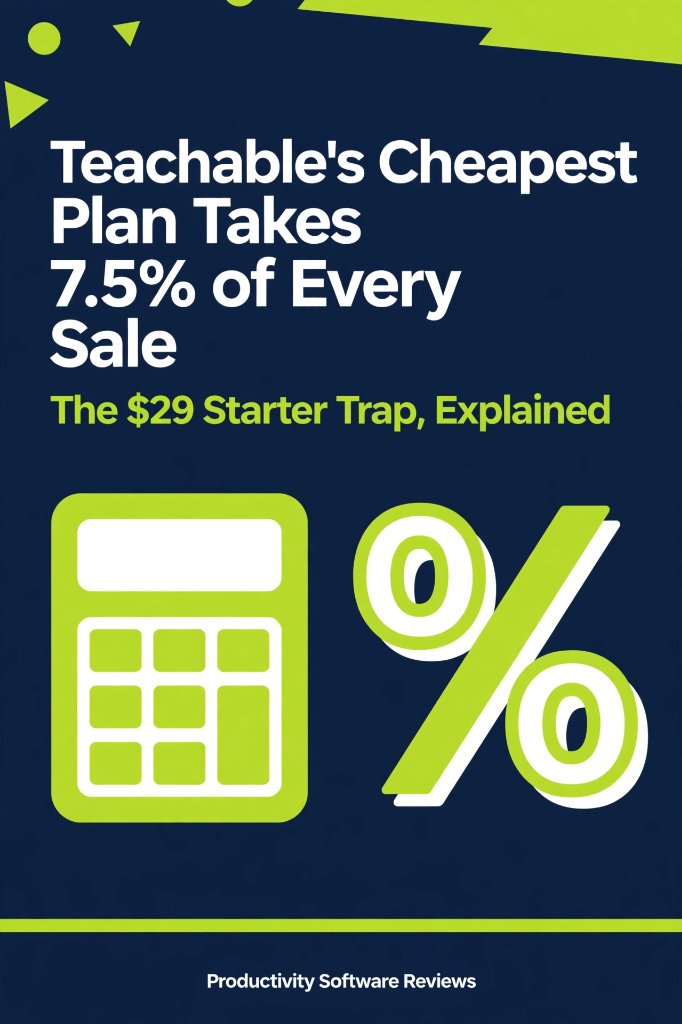 Teachable's Cheapest
Plan Takes
7.5% of Every
Sale
The $29 Starter Trap, Explained
%
Productivity Software Reviews